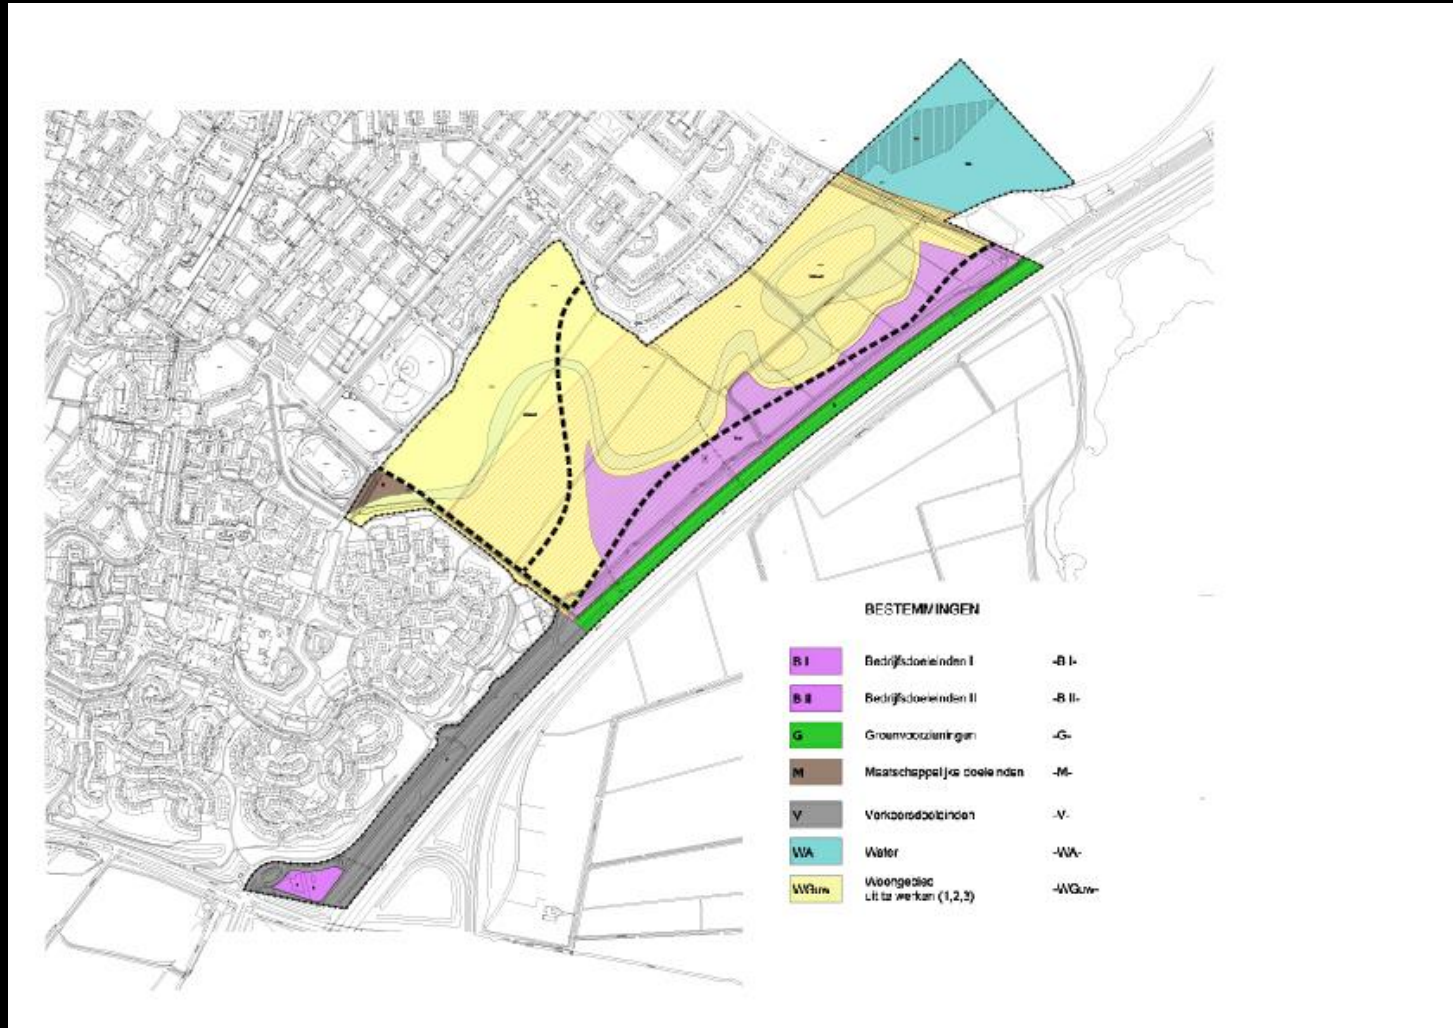 BESTEMMINGEN
B I Bedrijfsdoeleinden I -B I-
B II Bedrijfsdoeleinden II -B II-
G Groenvoorzieningen -G-
M Maatschappelijke doeleinden -M-
V Verkeersdoeleinden -V-
WA Water -WA-
WGuw Woongebied -WGuw-
uit te werken (1,2,3)